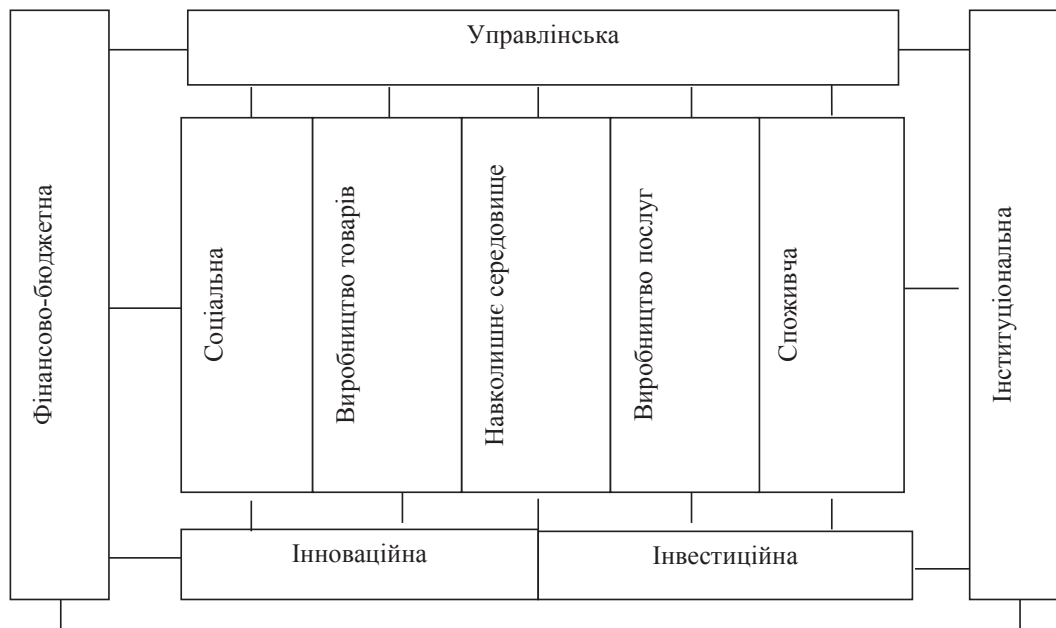 Управлінська
Фінансово-бюджетна
Соціальна
Виробництво товарів
Навколишнє середовище
Виробництво послуг
Споживча
Інституціональна
Інноваційна
Інвестиційна